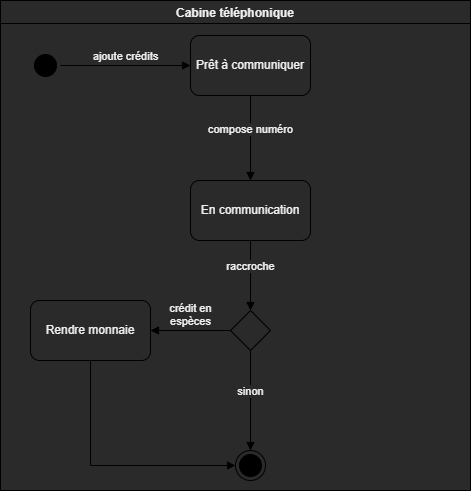 Cabine téléphonique
ajoute crédits
Prêt à communiquer
compose numéro
En communication
raccroche
crédit en
espèces
Rendre monnaie
sinon